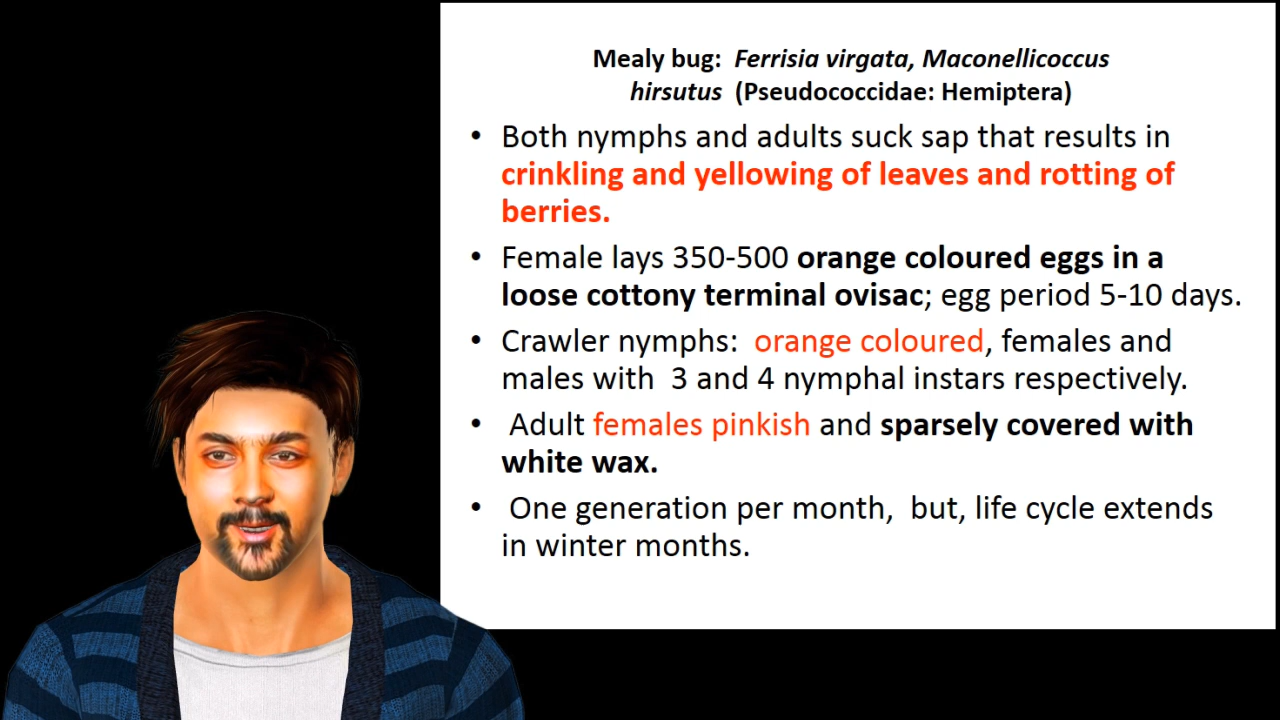 Mealy bug: Ferrisia virgata, Maconellicoccus
hirsutus (Pseudococcidae: Hemiptera)
• Both nymphs and adults suck sap that results in
crinkling and yellowing of leaves and rotting of
berries.
• Female lays 350-500 orange coloured eggs in a
loose cottony terminal ovisac; egg period 5-10 days.
• Crawler nymphs: orange coloured, females and
males with 3 and 4 nymphal instars respectively.
• Adult females pinkish and sparsely covered with
white wax.
• One generation per month, but, life cycle extends
in winter months.